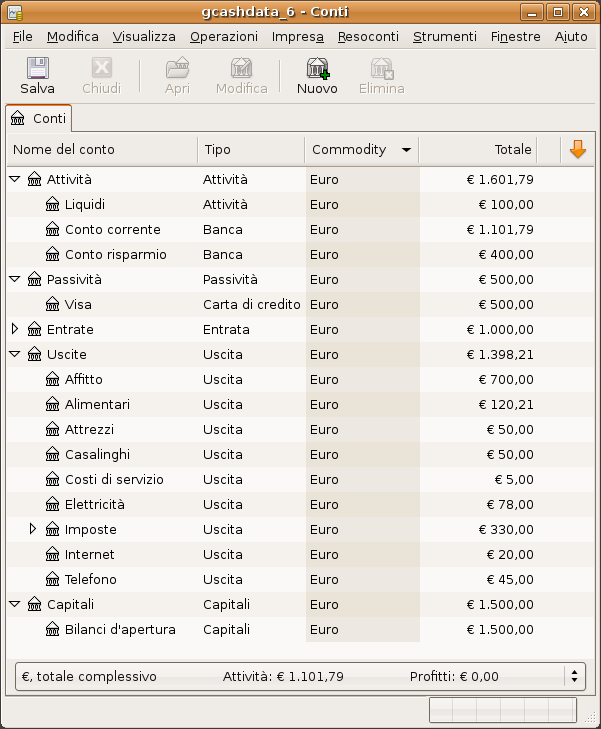 gcashdata_6 - Conti
File Modifica Visualizza Operazioni Impresa Resoconti Strumenti Finestre Aiuto
Salva Chiudi Apri Modifica Nuovo Elimina
Conti
Nome del conto Tipo Commodity Totale
Attività Attività Euro € 1.601,79
Liquidi Attività Euro € 100,00
Conto corrente Banca Euro € 1.101,79
Conto risparmio Banca Euro € 400,00
Passività Passività Euro € 500,00
Visa Carta di credito Euro € 500,00
Entrate Entrata Euro € 1.000,00
Uscite Uscita Euro € 1.398,21
Affitto Uscita Euro € 700,00
Alimentari Uscita Euro € 120,21
Attrezzi Uscita Euro € 50,00
Casalinghi Uscita Euro € 50,00
Costi di servizio Uscita Euro € 5,00
Elettricità Uscita Euro € 78,00
Imposte Uscita Euro € 330,00
Internet Uscita Euro € 20,00
Telefono Uscita Euro € 45,00
Capitali Capitali Euro € 1.500,00
Bilanci d'apertura Capitali Euro € 1.500,00
€, totale complessivo Attività: € 1.101,79 Profitti: € 0,00